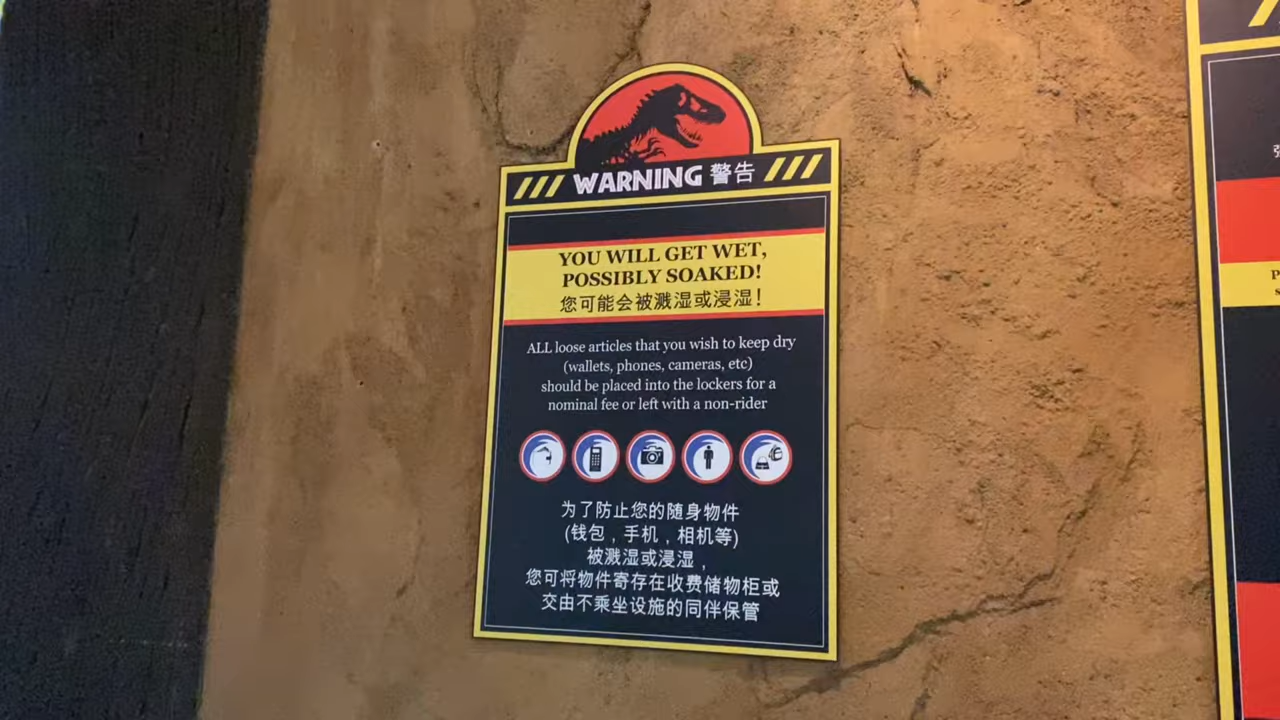 WARNING 警告
YOU WILL GET WET,
POSSIBLY SOAKED!
您可能会被溅湿或浸湿!
ALL loose articles that you wish to keep dry
(wallets, phones, cameras, etc)
should be placed into the lockers for a
nominal fee or left with a non-rider
为了防止您的随身物件
(钱包，手机，相机等)
被溅湿或浸湿，
您可将物件寄存在收费储物柜或
交由不乘坐设施的同伴保管